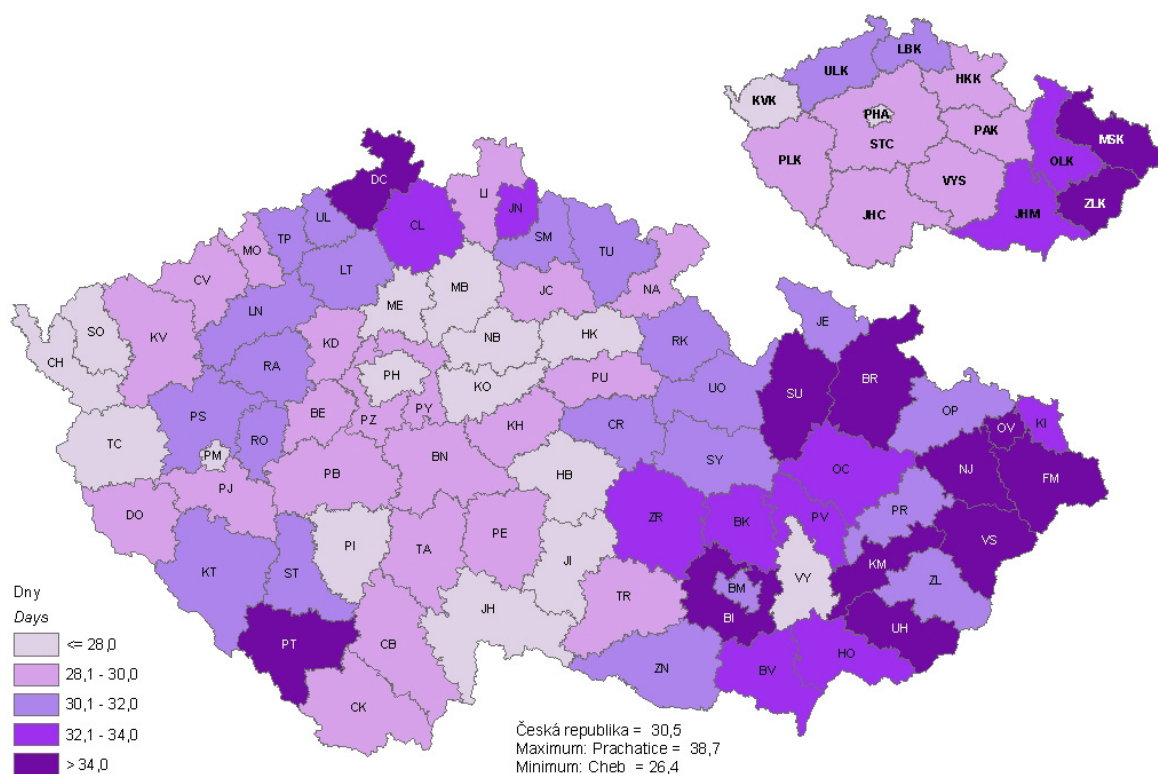 LBK
ULK
HKK
KVK
PHA
PAK
MSK
STC
OLK
PLK
VYS
ZLK
JHM
JHC
DC
LI
JN
UL
CL
TP
SM
MO
TU
LT
CV
MB
JC
NA
ME
LN
SO
KV
JE
HK
NB
KD
RK
CH
RA
PH
BR
PU
KO
UO
SU
OP
BE
PS
PZ
PY
KI
OV
KH
CR
RO
TC
PM
BN
SY
OC
PB
HB
NJ
FM
PJ
PR
DO
ZR
BK
PV
VS
PE
PI
TA
JI
KM
KT
ST
VY
ZL
BM
TR
JH
BI
UH
PT
CB
HO
ZN
BV
CK
Dny
Days
<= 28,0
28,1 - 30,0
30,1 - 32,0
32,1 - 34,0
> 34,0
Česká republika = 30,5
Maximum: Prachatice = 38,7
Minimum: Cheb = 26,4